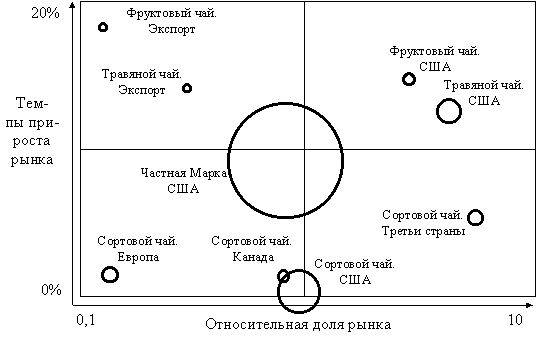 20%
Фруктовый чай.
Экспорт
Травяной чай.
Экспорт
Фруктовый чай.
США
Травяной чай.
США
Тем-
пы при-
роста
рынка
Частная Марка
США
Сортовой чай.
Третьи страны
Сортовой чай.
Европа
Сортовой чай.
Канада
Сортовой чай.
США
0%
0,1
Относительная доля рынка
10